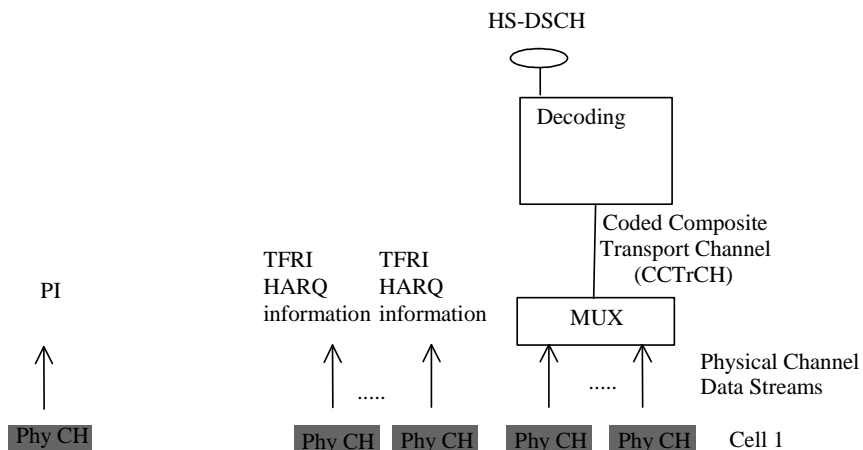 HS-DSCH
Decoding
Coded Composite
Transport Channel
(CCTrCH)
TFRI
HARQ
information
TFRI
HARQ
information
PI
MUX
Physical Channel
Data Streams
.....
.....
Phy CH
Phy CH
Phy CH
Phy CH
Phy CH
Cell 1